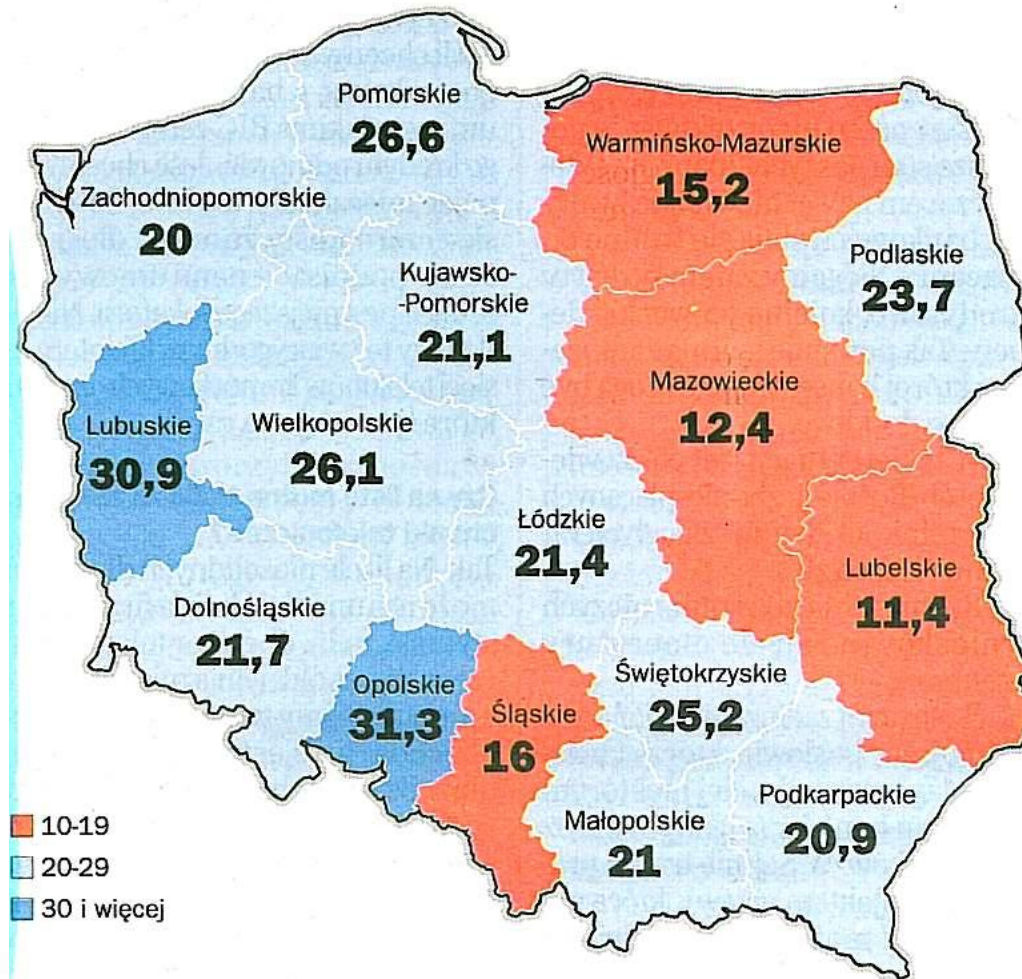 Pomorskie
26,6
Warmińsko-Mazurskie
15,2
Zachodniopomorskie
20
Podlaskie
23,7
Kujawsko-
-Pomorskie
21,1
Mazowieckie
12,4
Lubuskie
30,9
Wielkopolskie
26,1
Łódzkie
21,4
Lubelskie
11,4
Dolnośląskie
21,7
Opolskie
31,3
Śląskie
16
Świętokrzyskie
25,2
Małopolskie
21
Podkarpackie
20,9
10-19
20-29
30 i więcej